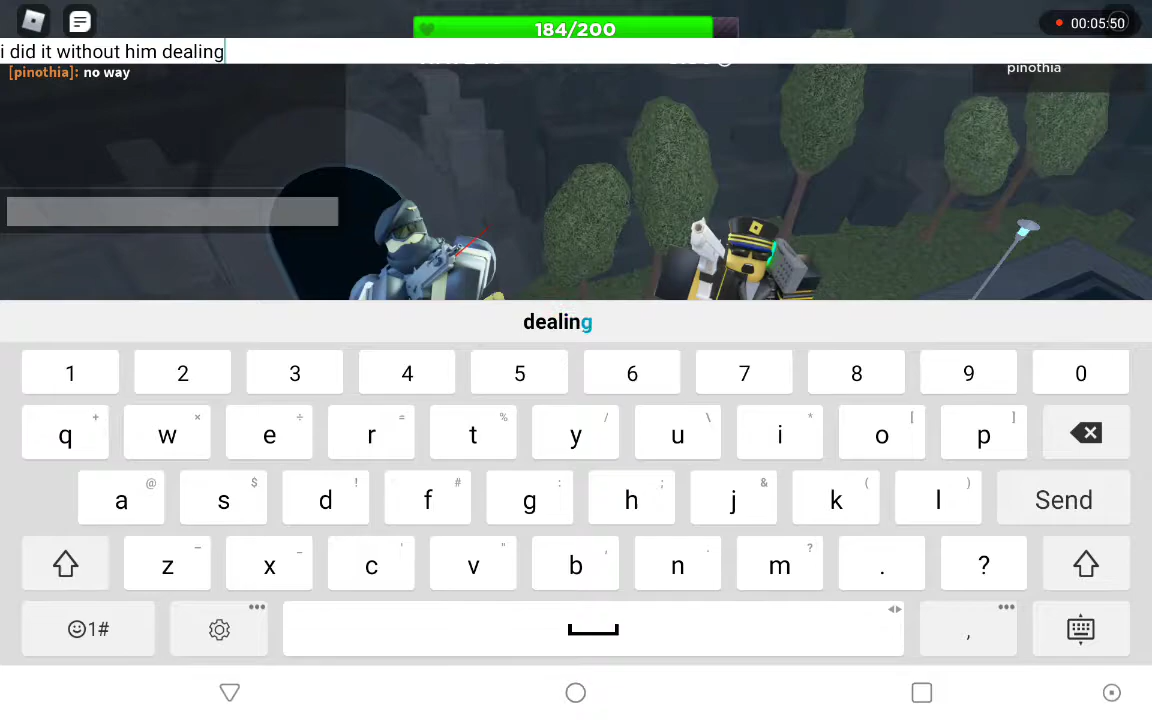 184/200
00:05:50
i did it without him dealing
[pinothia]: no way
pinothia
dealing
1 2 3 4 5 6 7 8 9 0
+ × ÷ = % / \ * [ ]
q w e r t y u i o p
@ $ ! # : ; & ( )
a s d f g h j k l Send
– _ ' " , . ?
z x c v b n m . ?
☺1# ,